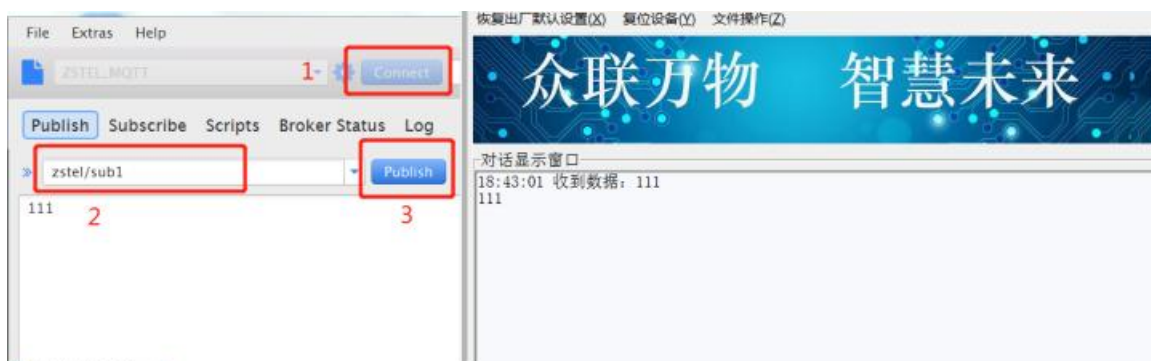 File Extras Help
ZSTEL_MQTT 1 Connect
Publish Subscribe Scripts Broker Status Log
» zstel/sub1 Publish
111 2 3
恢复出厂默认设置(X) 复位设备(Y) 文件操作(Z)
众联万物 智慧未来
对话显示窗口
18:43:01 收到数据: 111
111